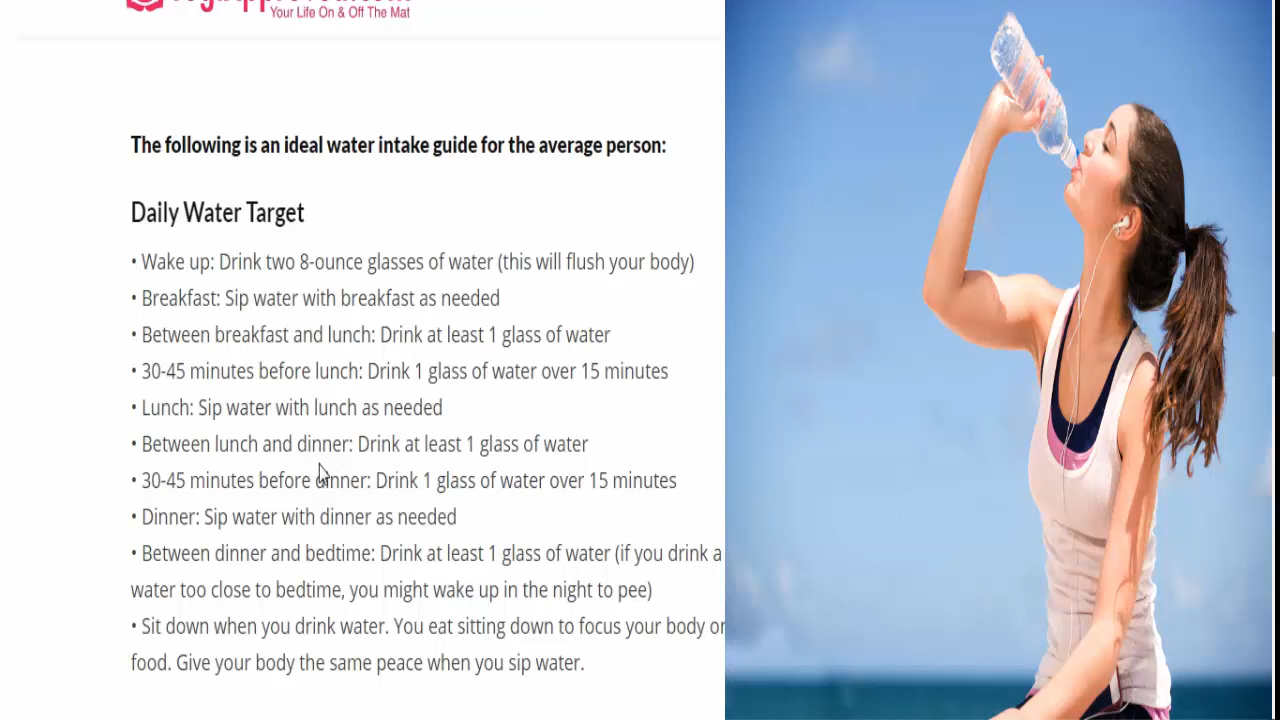 Your Life On & Off The Mat
The following is an ideal water intake guide for the average person:
Daily Water Target
• Wake up: Drink two 8-ounce glasses of water (this will flush your body)
• Breakfast: Sip water with breakfast as needed
• Between breakfast and lunch: Drink at least 1 glass of water
• 30-45 minutes before lunch: Drink 1 glass of water over 15 minutes
• Lunch: Sip water with lunch as needed
• Between lunch and dinner: Drink at least 1 glass of water
• 30-45 minutes before dinner: Drink 1 glass of water over 15 minutes
• Dinner: Sip water with dinner as needed
• Between dinner and bedtime: Drink at least 1 glass of water (if you drink a
water too close to bedtime, you might wake up in the night to pee)
• Sit down when you drink water. You eat sitting down to focus your body
food. Give your body the same peace when you sip water.